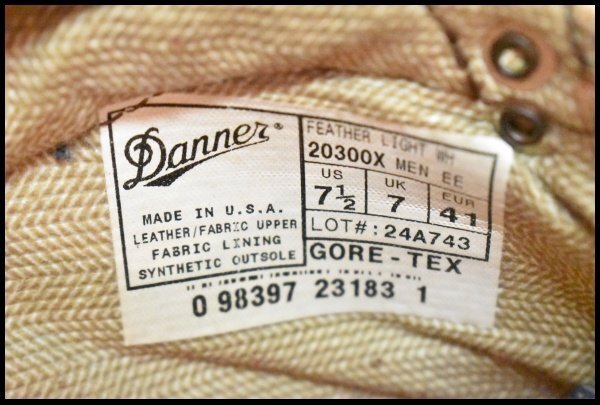 Danner®
MADE IN U.S.A.
LEATHER/FABRIC UPPER
FABRIC LINING
SYNTHETIC OUTSOLE
FEATHER LIGHT WH
20300X MEN EE
US UK EUR
7½ 7 41
LOT#:24A743
GORE-TEX
0 98397 23183 1